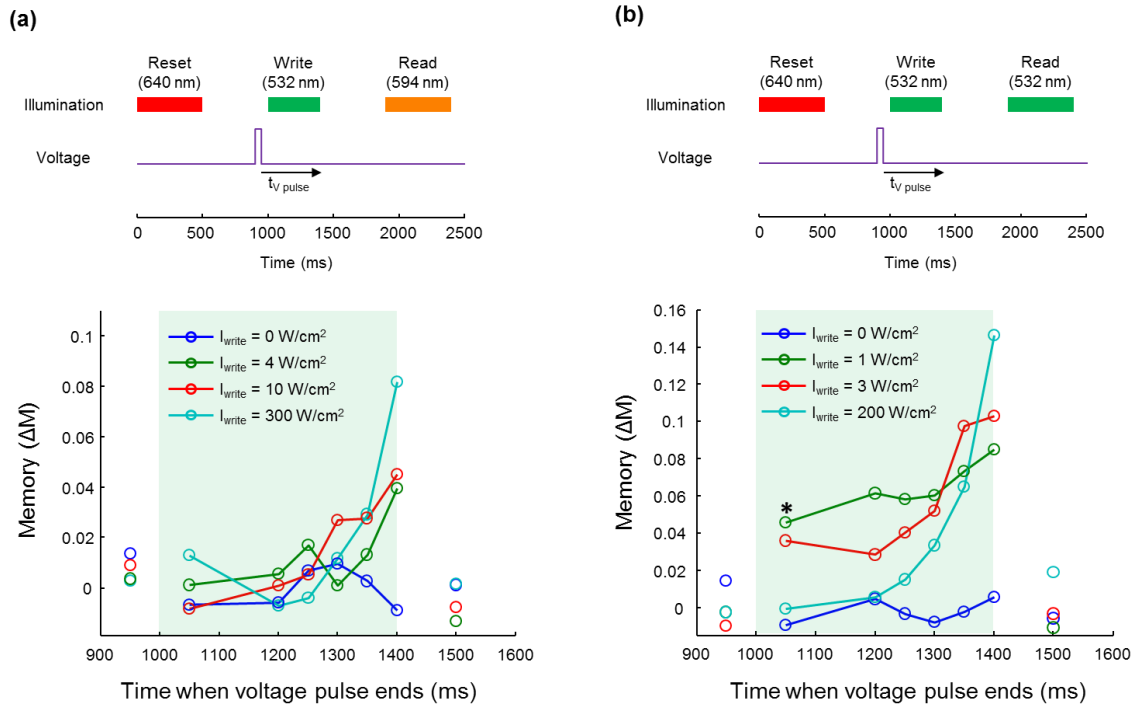 (a)
Reset
(640 nm)
Write
(532 nm)
Read
(594 nm)
Illumination
Voltage
tV pulse
0 500 1000 1500 2000 2500
Time (ms)
Memory (ΔM)
0.1
0.08
0.06
0.04
0.02
0
Iwrite = 0 W/cm²
Iwrite = 4 W/cm²
Iwrite = 10 W/cm²
Iwrite = 300 W/cm²
900 1000 1100 1200 1300 1400 1500 1600
Time when voltage pulse ends (ms)
(b)
Reset
(640 nm)
Write
(532 nm)
Read
(532 nm)
Illumination
Voltage
tV pulse
0 500 1000 1500 2000 2500
Time (ms)
Memory (ΔM)
0.16
0.14
0.12
0.1
0.08
0.06
0.04
0.02
0
Iwrite = 0 W/cm²
Iwrite = 1 W/cm²
Iwrite = 3 W/cm²
Iwrite = 200 W/cm²
*
900 1000 1100 1200 1300 1400 1500 1600
Time when voltage pulse ends (ms)